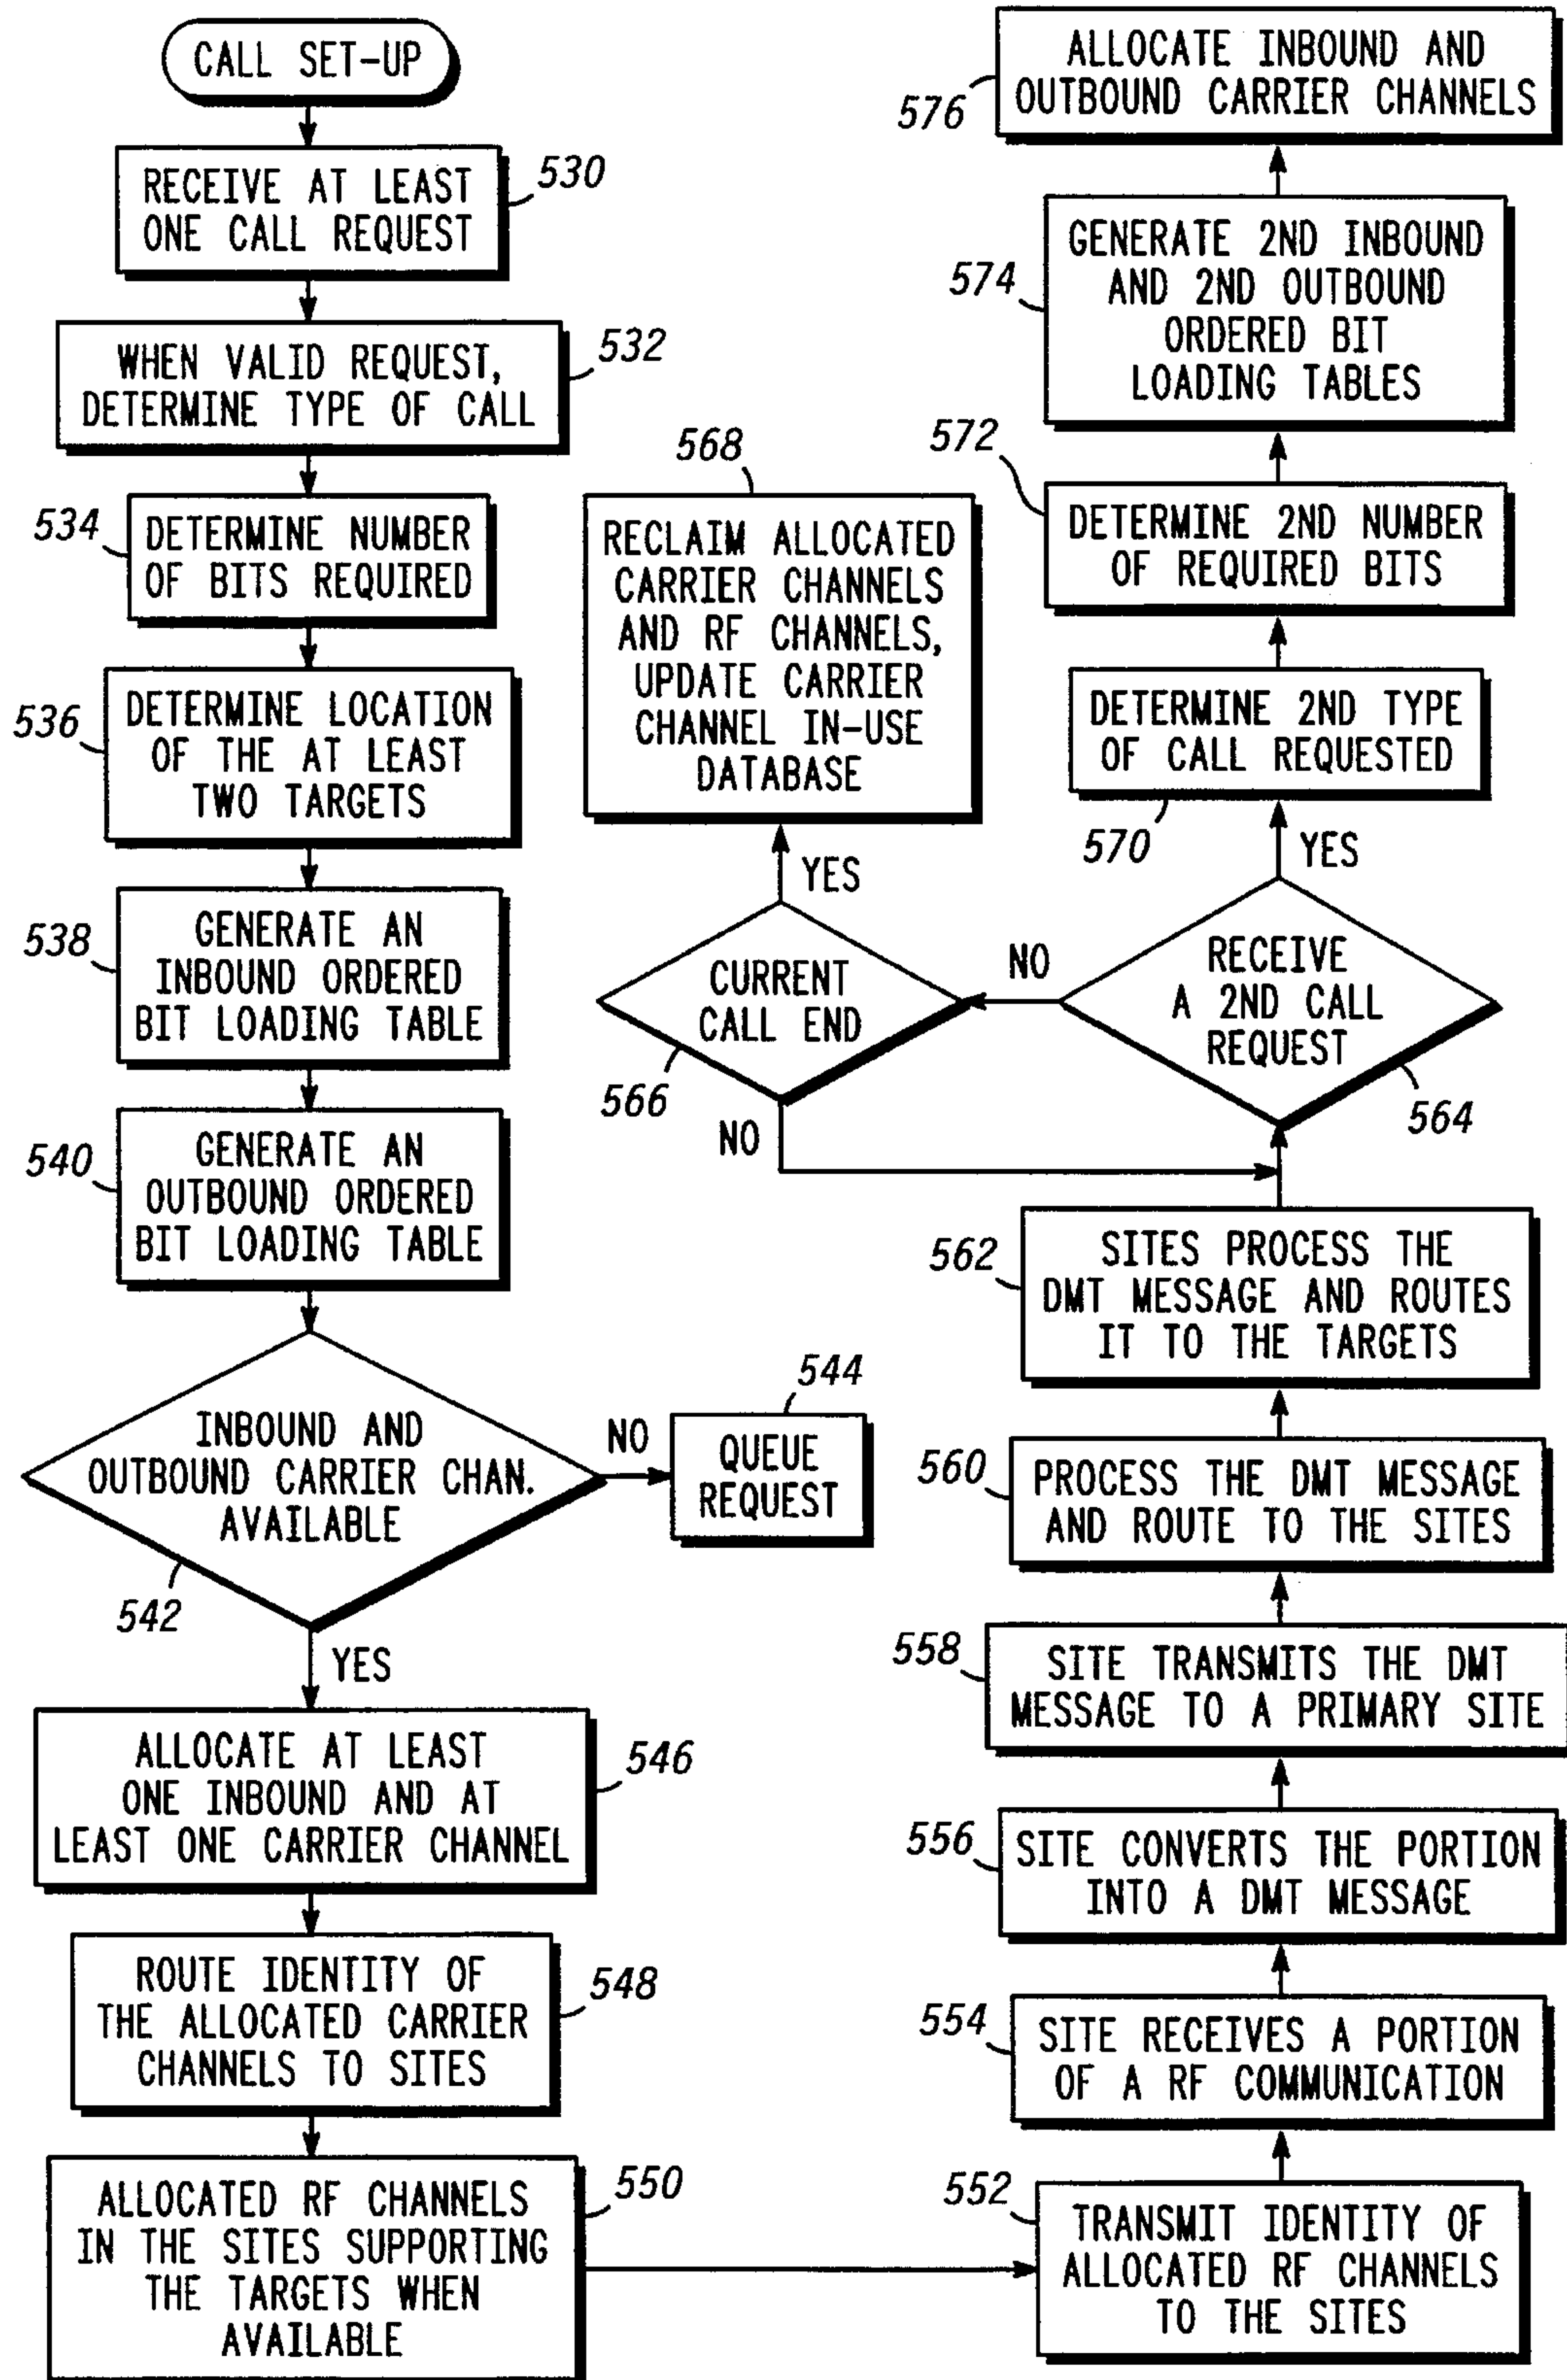 CALL SET-UP
RECEIVE AT LEAST
ONE CALL REQUEST
530
WHEN VALID REQUEST,
DETERMINE TYPE OF CALL
532
534
DETERMINE NUMBER
OF BITS REQUIRED
536
DETERMINE LOCATION
OF THE AT LEAST
TWO TARGETS
538
GENERATE AN
INBOUND ORDERED
BIT LOADING TABLE
540
GENERATE AN
OUTBOUND ORDERED
BIT LOADING TABLE
INBOUND AND
OUTBOUND CARRIER CHAN.
AVAILABLE
542
NO
544
QUEUE
REQUEST
YES
ALLOCATE AT LEAST
ONE INBOUND AND AT
LEAST ONE CARRIER CHANNEL
546
ROUTE IDENTITY OF
THE ALLOCATED CARRIER
CHANNELS TO SITES
548
ALLOCATED RF CHANNELS
IN THE SITES SUPPORTING
THE TARGETS WHEN
AVAILABLE
550
552
TRANSMIT IDENTITY OF
ALLOCATED RF CHANNELS
TO THE SITES
554
SITE RECEIVES A PORTION
OF A RF COMMUNICATION
556
SITE CONVERTS THE PORTION
INTO A DMT MESSAGE
558
SITE TRANSMITS THE DMT
MESSAGE TO A PRIMARY SITE
560
PROCESS THE DMT MESSAGE
AND ROUTE TO THE SITES
562
SITES PROCESS THE
DMT MESSAGE AND ROUTES
IT TO THE TARGETS
RECEIVE
A 2ND CALL
REQUEST
564
NO
CURRENT
CALL END
566
NO
YES
568
RECLAIM ALLOCATED
CARRIER CHANNELS
AND RF CHANNELS,
UPDATE CARRIER
CHANNEL IN-USE
DATABASE
YES
570
DETERMINE 2ND TYPE
OF CALL REQUESTED
572
DETERMINE 2ND NUMBER
OF REQUIRED BITS
574
GENERATE 2ND INBOUND
AND 2ND OUTBOUND
ORDERED BIT
LOADING TABLES
576
ALLOCATE INBOUND AND
OUTBOUND CARRIER CHANNELS